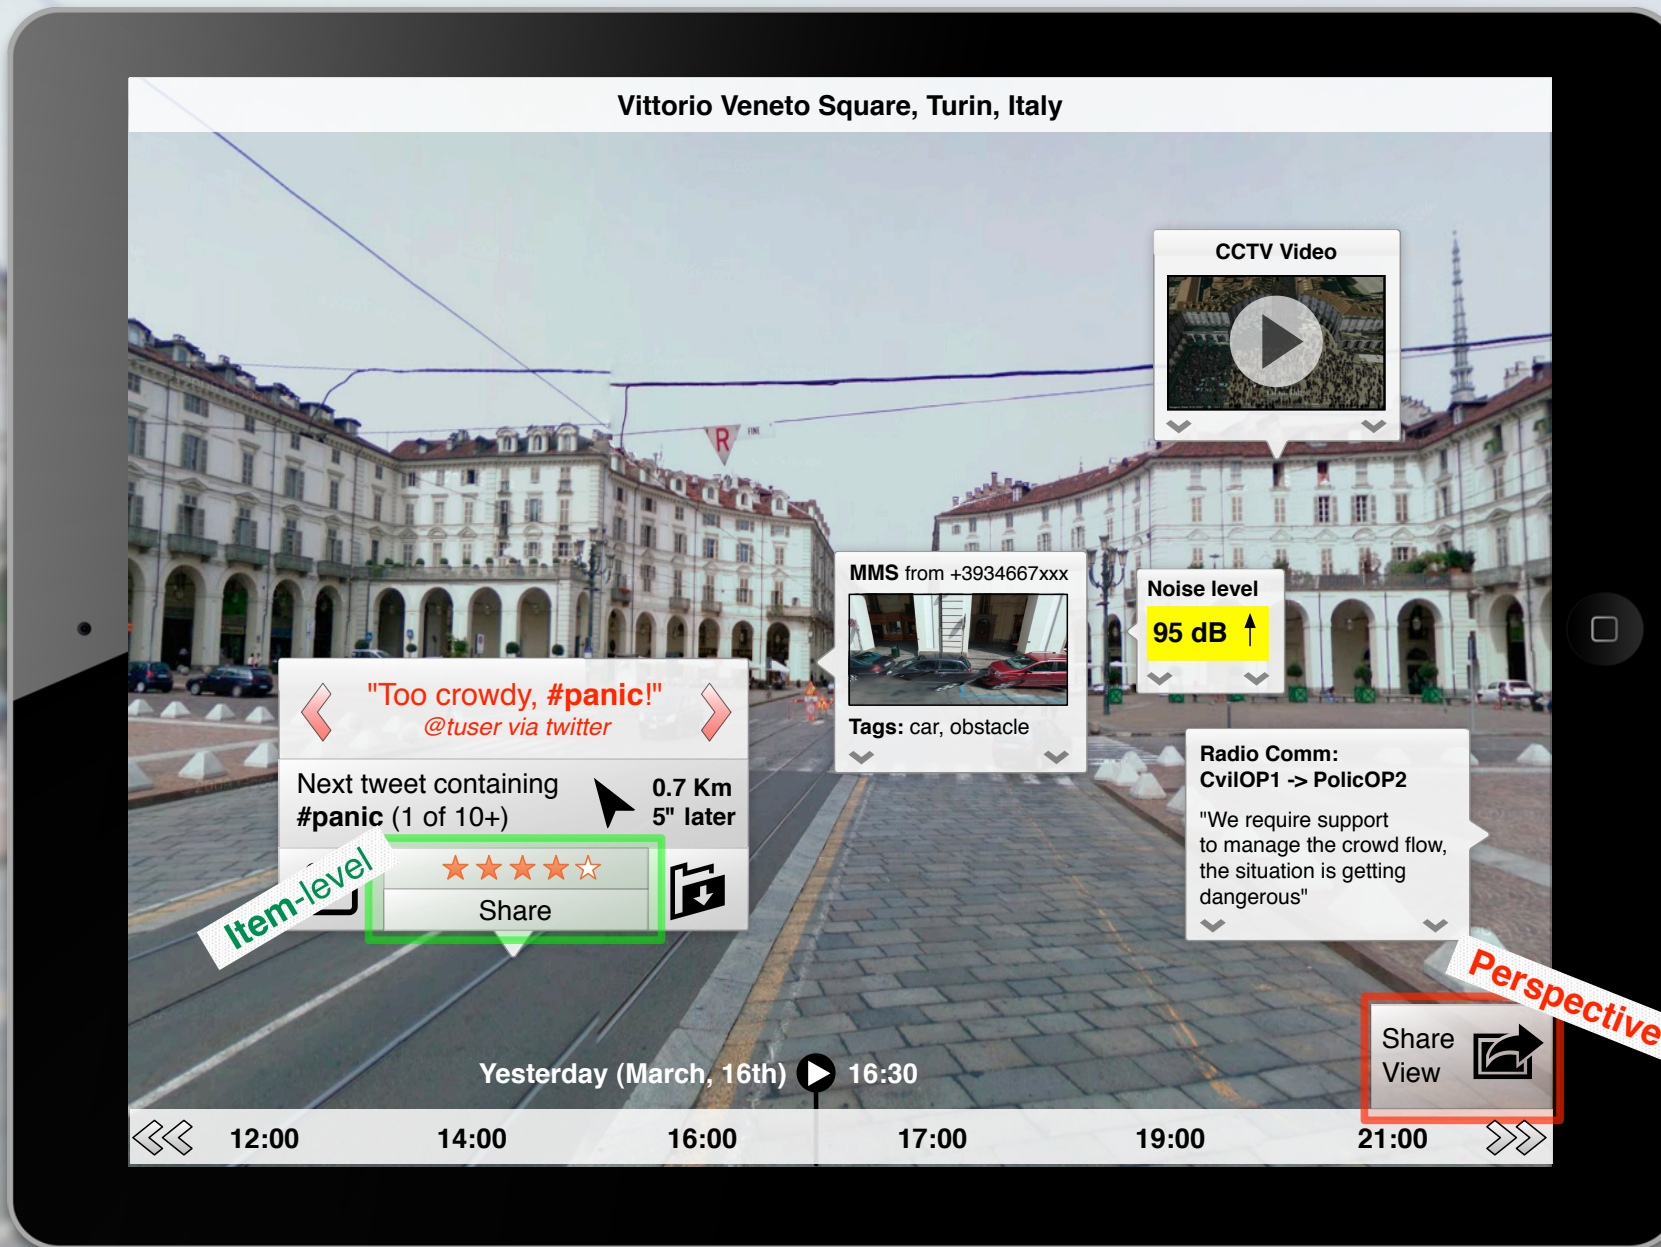 Vittorio Veneto Square, Turin, Italy
CCTV Video
R
FINE
MMS from +3934667xxx
Tags: car, obstacle
Noise level
95 dB
"Too crowdy, #panic!"
@tuser via twitter
Next tweet containing
#panic (1 of 10+)
0.7 Km
5" later
Share
Item-level
Radio Comm:
CvilOP1 -> PolicOP2
"We require support
to manage the crowd flow,
the situation is getting
dangerous"
Perspective
Share
View
Yesterday (March, 16th)
16:30
12:00
14:00
16:00
17:00
19:00
21:00